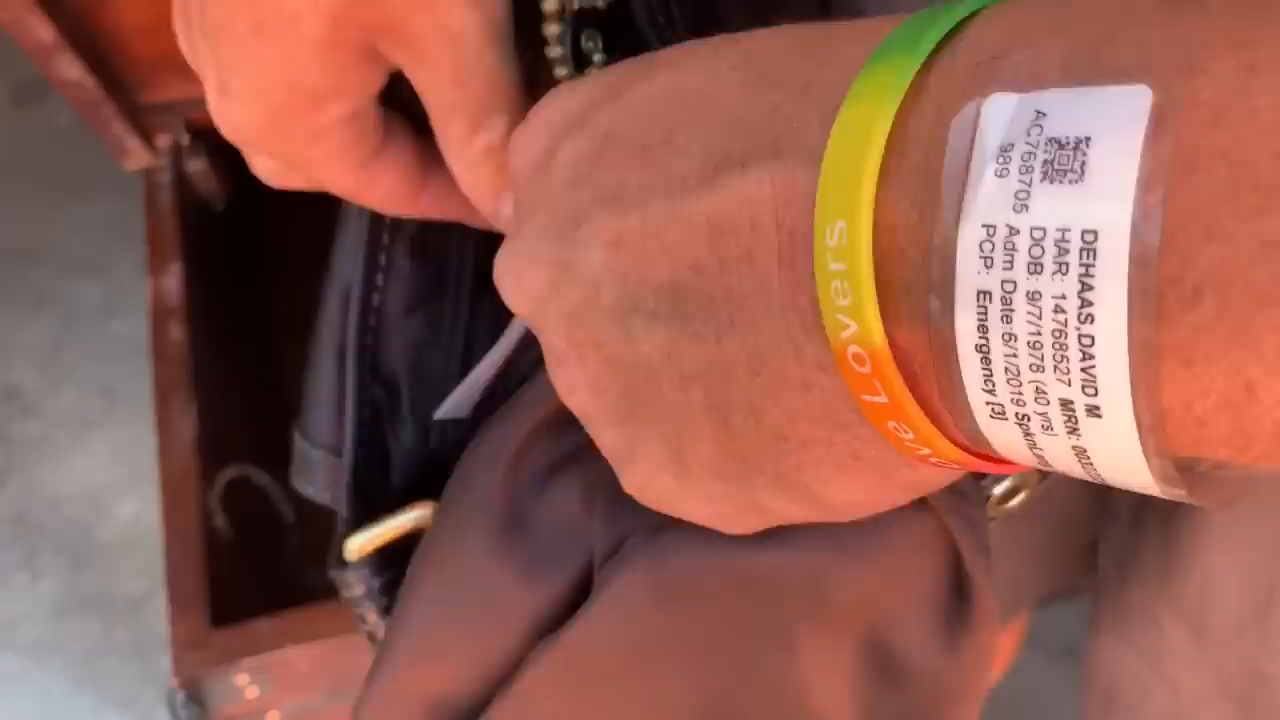 DEHAAS,DAVID M
HAR: 14768527 MRN:
DOB: 9/7/1978 (40 yrs)
Adm Date:6/1/2019
PCP: Emergency [3]
AC768705
989
ove Lovers
G